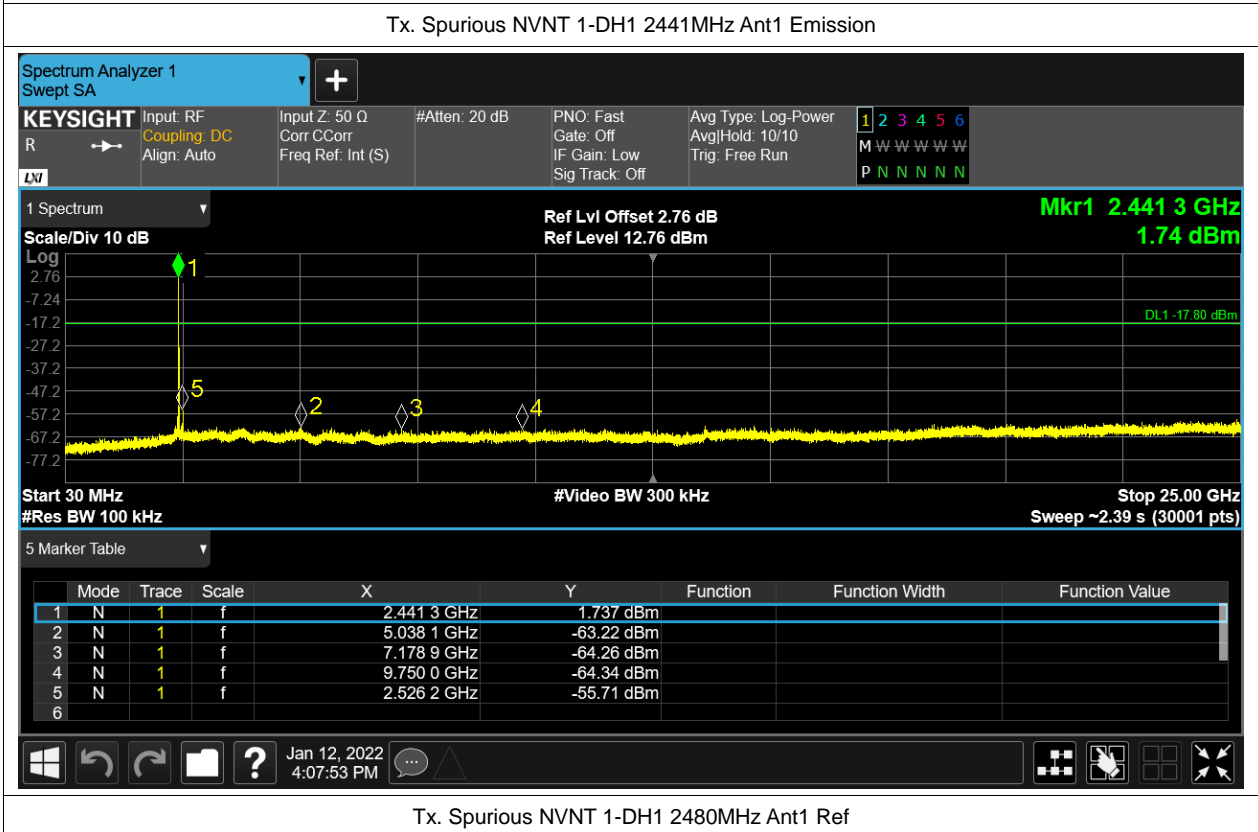 Tx. Spurious NVNT 1-DH1 2441MHz Ant1 Emission
Spectrum Analyzer 1
Swept SA
KEYSIGHT
R
LXI
Input: RF
Coupling: DC
Align: Auto
Input Z: 50 Ω
Corr CCorr
Freq Ref: Int (S)
#Atten: 20 dB
PNO: Fast
Gate: Off
IF Gain: Low
Sig Track: Off
Avg Type: Log-Power
Avg|Hold: 10/10
Trig: Free Run
1 2 3 4 5 6
M W W W W W
P N N N N N
1 Spectrum
Scale/Div 10 dB
Ref Lvl Offset 2.76 dB
Ref Level 12.76 dBm
Mkr1 2.441 3 GHz
1.74 dBm
Log
2.76
-7.24
-17.2
-27.2
-37.2
-47.2
-57.2
-67.2
-77.2
1
5
2
3
4
DL1 -17.80 dBm
Start 30 MHz
#Video BW 300 kHz
Stop 25.00 GHz
#Res BW 100 kHz
Sweep ~2.39 s (30001 pts)
5 Marker Table
Mode Trace Scale X Y Function Function Width Function Value
1 N 1 f 2.441 3 GHz 1.737 dBm
2 N 1 f 5.038 1 GHz -63.22 dBm
3 N 1 f 7.178 9 GHz -64.26 dBm
4 N 1 f 9.750 0 GHz -64.34 dBm
5 N 1 f 2.526 2 GHz -55.71 dBm
6
?
Jan 12, 2022
4:07:53 PM
Tx. Spurious NVNT 1-DH1 2480MHz Ant1 Ref